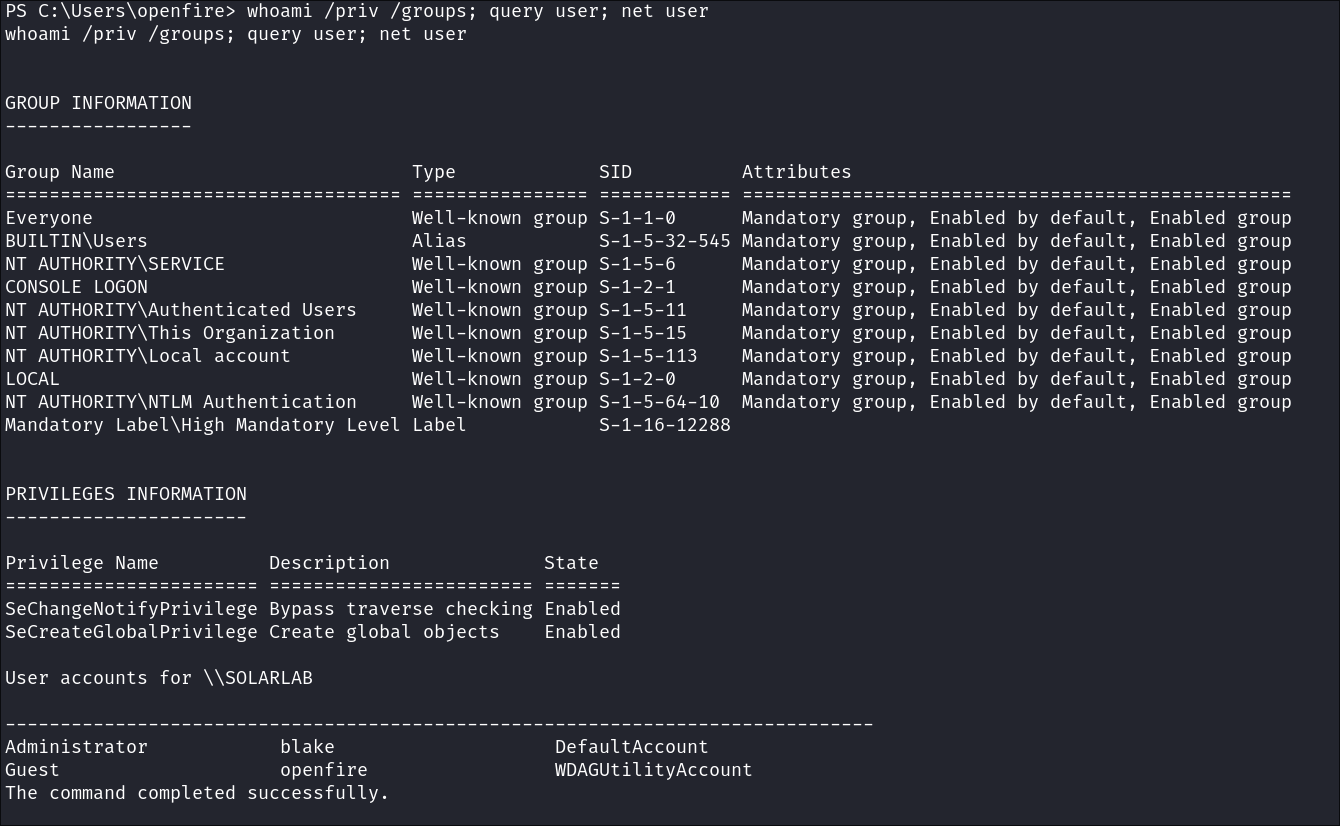 PS C:\Users\openfire> whoami /priv /groups; query user; net user
whoami /priv /groups; query user; net user
GROUP INFORMATION
-----------------
Group Name                           Type             SID          Attributes
==================================== ================ ============ ==================================================
Everyone                             Well-known group S-1-1-0      Mandatory group, Enabled by default, Enabled group
BUILTIN\Users                        Alias            S-1-5-32-545 Mandatory group, Enabled by default, Enabled group
NT AUTHORITY\SERVICE                 Well-known group S-1-5-6      Mandatory group, Enabled by default, Enabled group
CONSOLE LOGON                        Well-known group S-1-2-1      Mandatory group, Enabled by default, Enabled group
NT AUTHORITY\Authenticated Users     Well-known group S-1-5-11     Mandatory group, Enabled by default, Enabled group
NT AUTHORITY\This Organization       Well-known group S-1-5-15     Mandatory group, Enabled by default, Enabled group
NT AUTHORITY\Local account           Well-known group S-1-5-113    Mandatory group, Enabled by default, Enabled group
LOCAL                                Well-known group S-1-2-0      Mandatory group, Enabled by default, Enabled group
NT AUTHORITY\NTLM Authentication     Well-known group S-1-5-64-10  Mandatory group, Enabled by default, Enabled group
Mandatory Label\High Mandatory Level Label            S-1-16-12288
PRIVILEGES INFORMATION
----------------------
Privilege Name          Description              State
======================= ======================== =======
SeChangeNotifyPrivilege Bypass traverse checking Enabled
SeCreateGlobalPrivilege Create global objects    Enabled
User accounts for \\SOLARLAB
-------------------------------------------------------------------------------
Administrator            blake                    DefaultAccount
Guest                    openfire                 WDAGUtilityAccount
The command completed successfully.